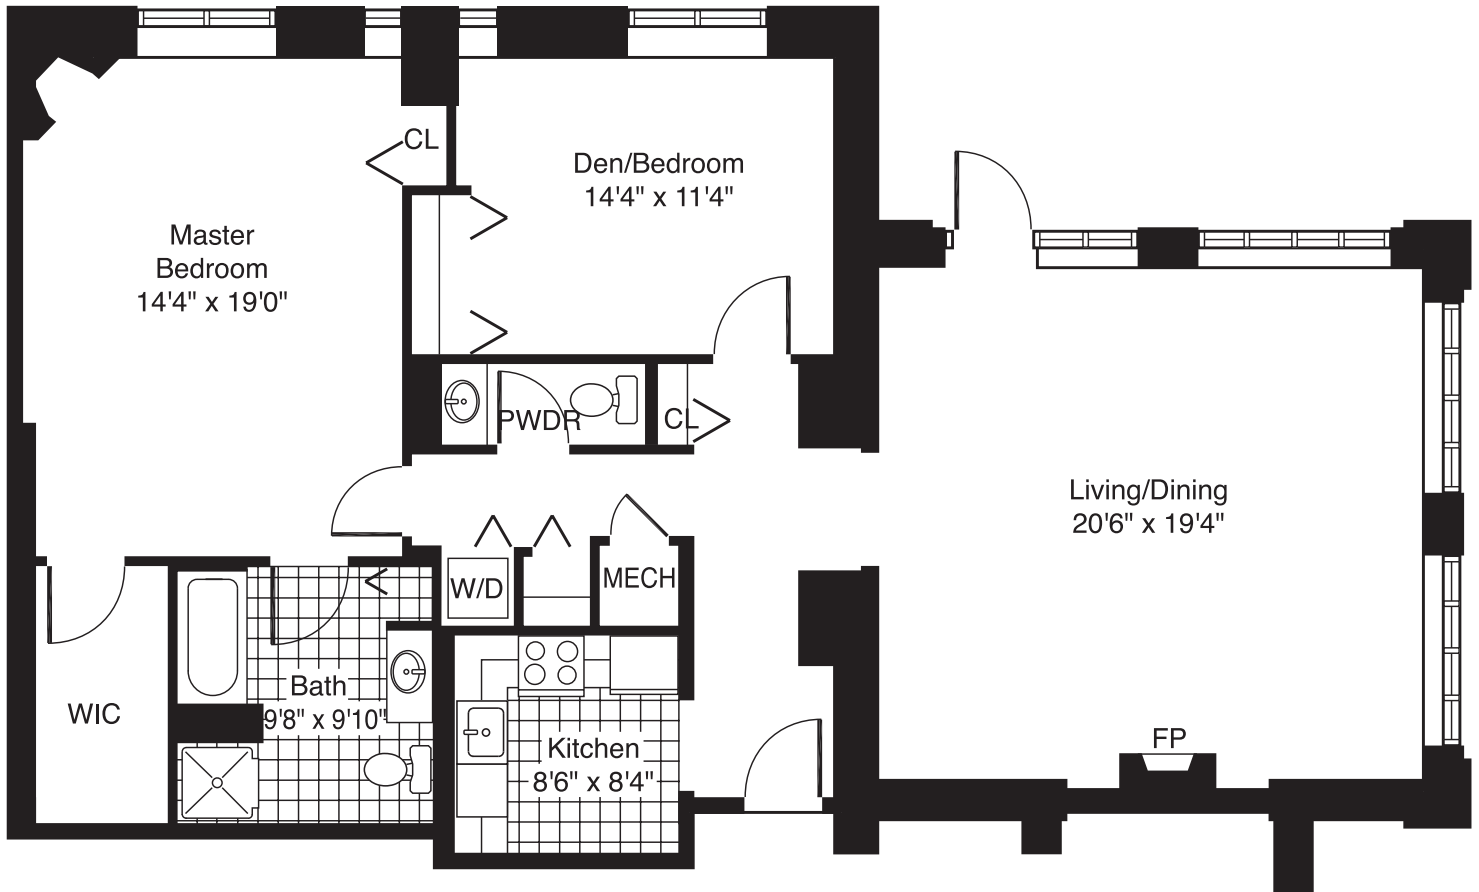 CL
Den/Bedroom
14'4" x 11'4"
Master
Bedroom
14'4" x 19'0"
PWDR
CL
Living/Dining
20'6" x 19'4"
W/D
MECH
Bath
9'8" x 9'10"
WIC
Kitchen
8'6" x 8'4"
FP